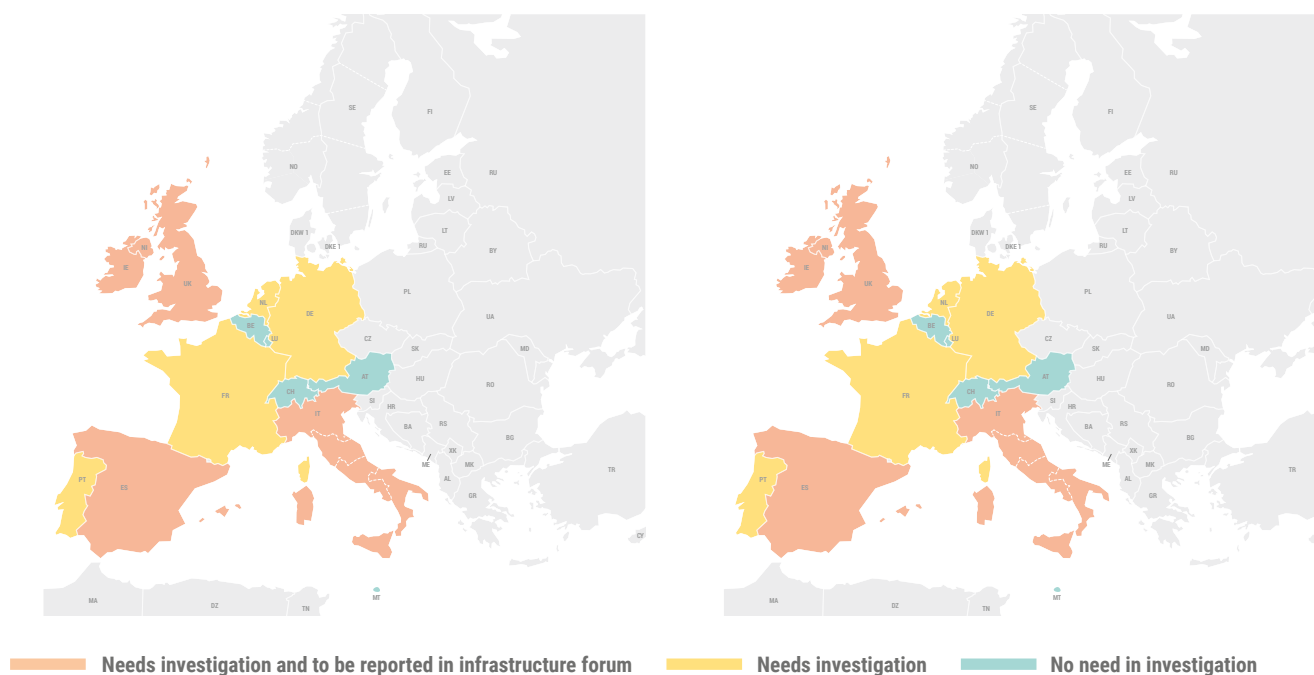 SE
FI
NO
EE
RU
LV
DKW 1
DKE 1
LT
RU
BY
NI
IE
UK
NL
DE
PL
BE
LU
UA
CZ
SK
MD
FR
CH
AT
HU
RO
SI
HR
IT
BA
RS
BG
XK
ME
MK
AL
GR
TR
PT
ES
CY
MA
DZ
TN
MT
SE
FI
NO
EE
RU
LV
DKW 1
DKE 1
LT
RU
BY
NI
IE
UK
NL
DE
PL
BE
LU
UA
CZ
SK
MD
FR
CH
AT
HU
RO
SI
HR
IT
BA
RS
BG
XK
ME
MK
AL
GR
TR
PT
ES
MA
DZ
TN
MT
Needs investigation and to be reported in infrastructure forum
Needs investigation
No need in investigation